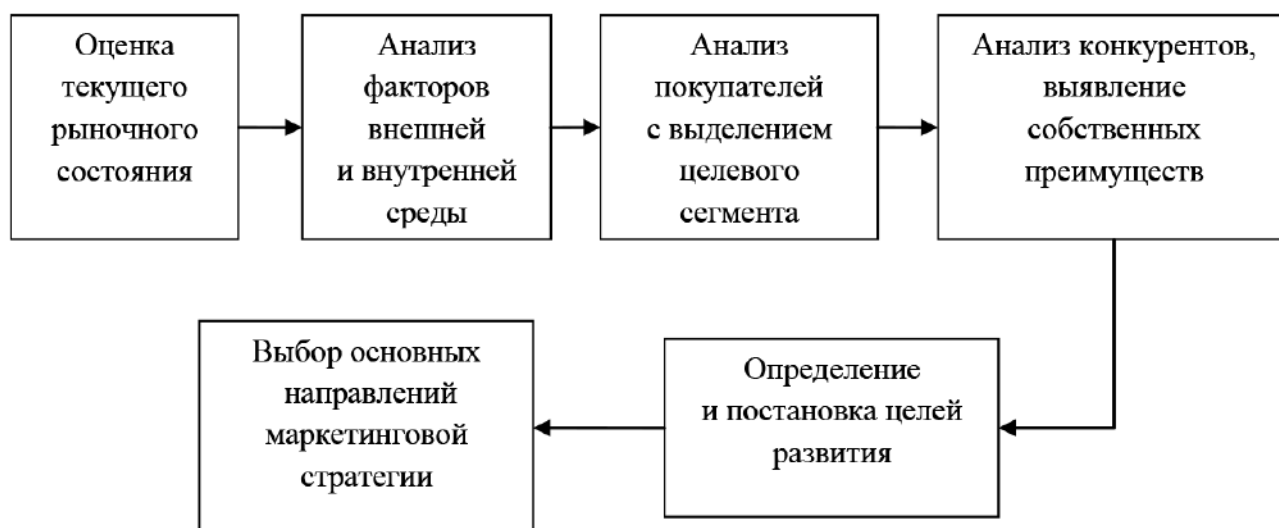 Оценка
текущего
рыночного
состояния
Анализ
факторов
внешней
и внутренней
среды
Анализ
покупателей
с выделением
целевого
сегмента
Анализ конкурентов,
выявление
собственных
преимуществ
Определение
и постановка целей
развития
Выбор основных
направлений
маркетинговой
стратегии